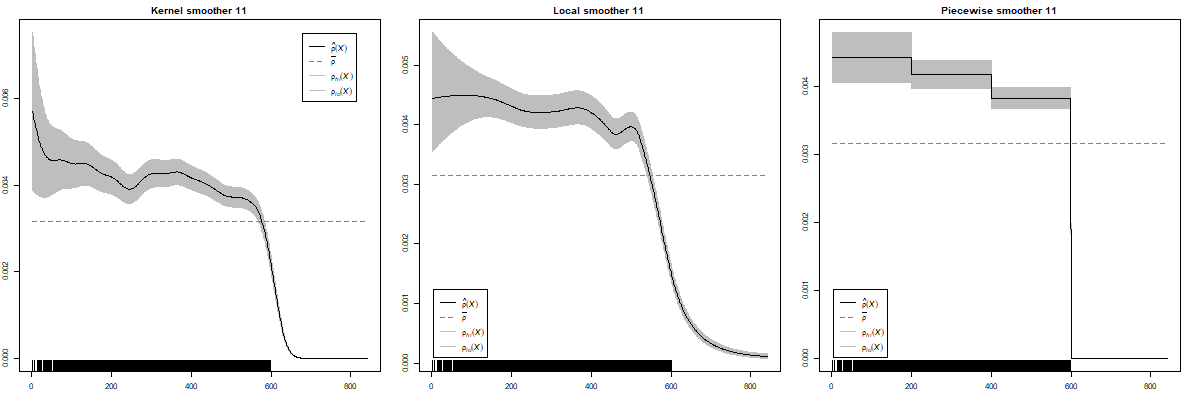 Kernel smoother 11
ρ̂(X)
ρ̄
ρhi(X)
ρlo(X)
0.000
0.002
0.004
0.006
0 200 400 600 800
Local smoother 11
ρ̂(X)
ρ̄
ρhi(X)
ρlo(X)
0.000
0.001
0.002
0.003
0.004
0.005
0 200 400 600 800
Piecewise smoother 11
ρ̂(X)
ρ̄
ρhi(X)
ρlo(X)
0.000
0.001
0.002
0.003
0.004
0 200 400 600 800